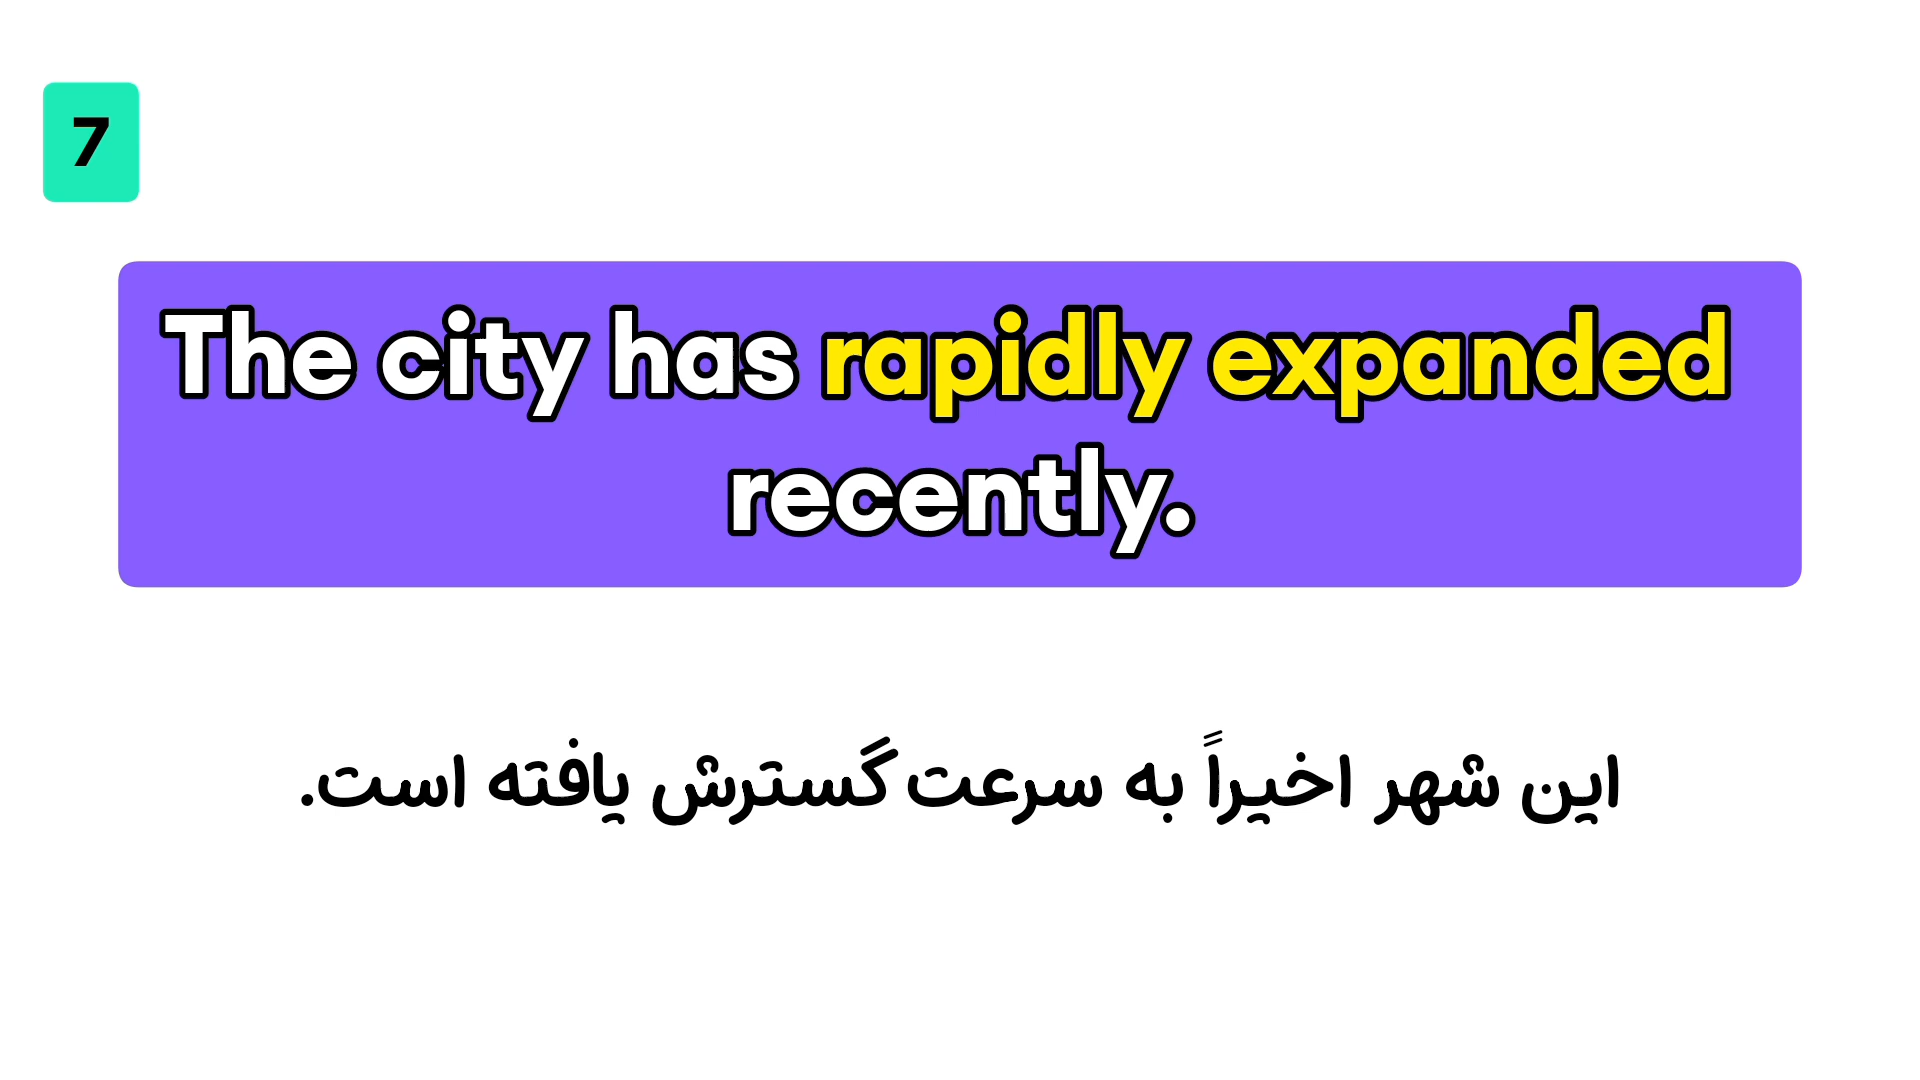 7
The city has rapidly expanded
recently.
این شهر اخیراً به سرعت گسترش یافته است.